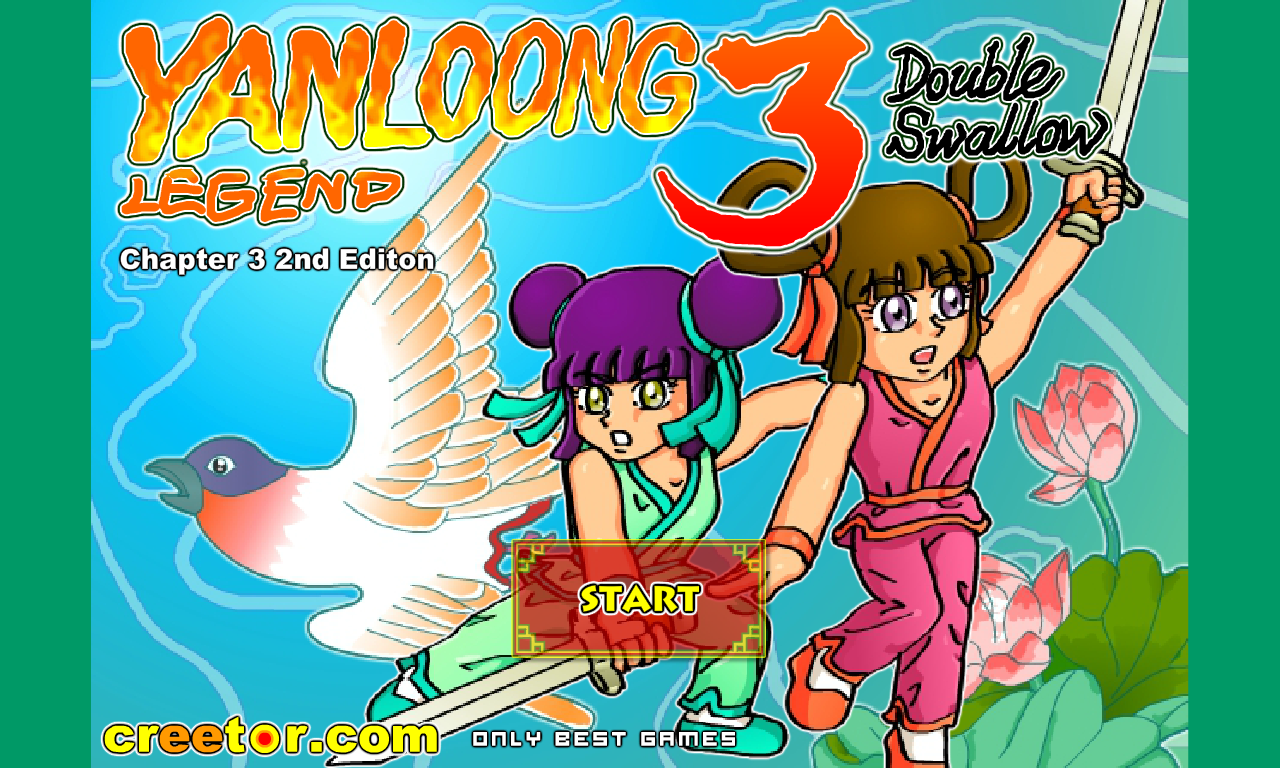 YANLOONG 3 Double
Swallow
LEGEND
Chapter 3 2nd Editon
START
creetor.com ONLY BEST GAMES